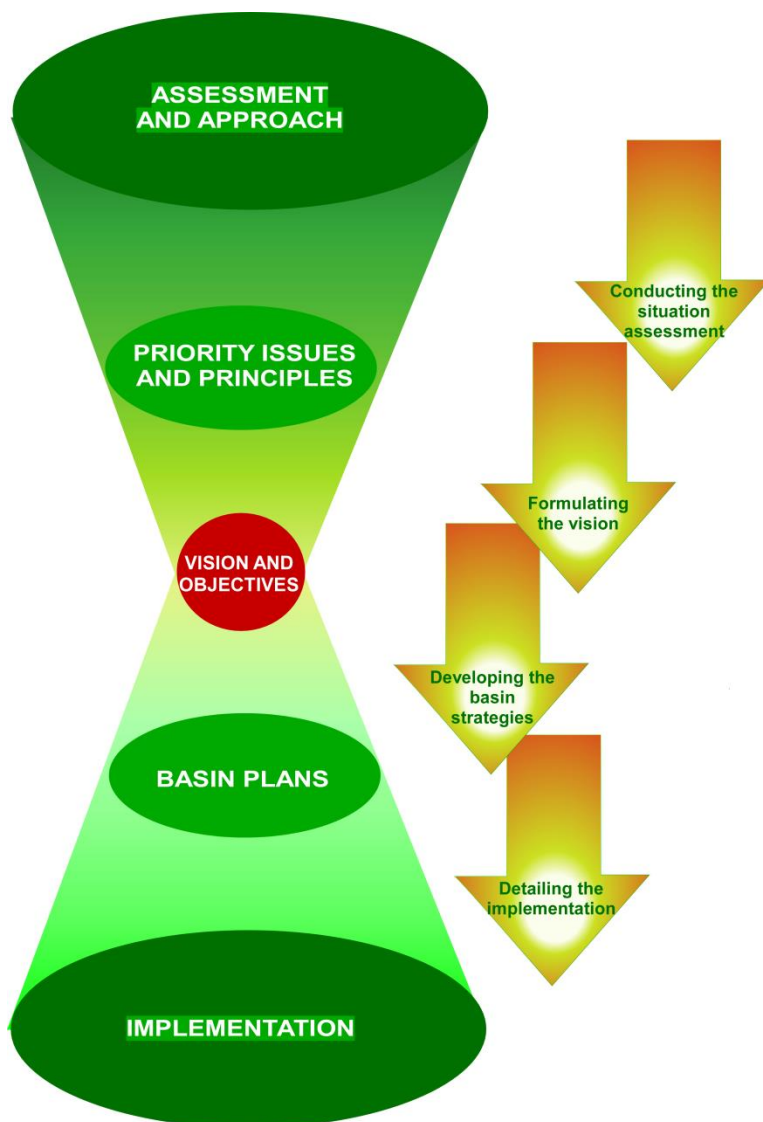 ASSESSMENT
AND APPROACH
Conducting the
situation
assessment
PRIORITY ISSUES
AND PRINCIPLES
Formulating
the vision
VISION AND
OBJECTIVES
Developing the
basin
strategies
BASIN PLANS
Detailing the
implementation
IMPLEMENTATION